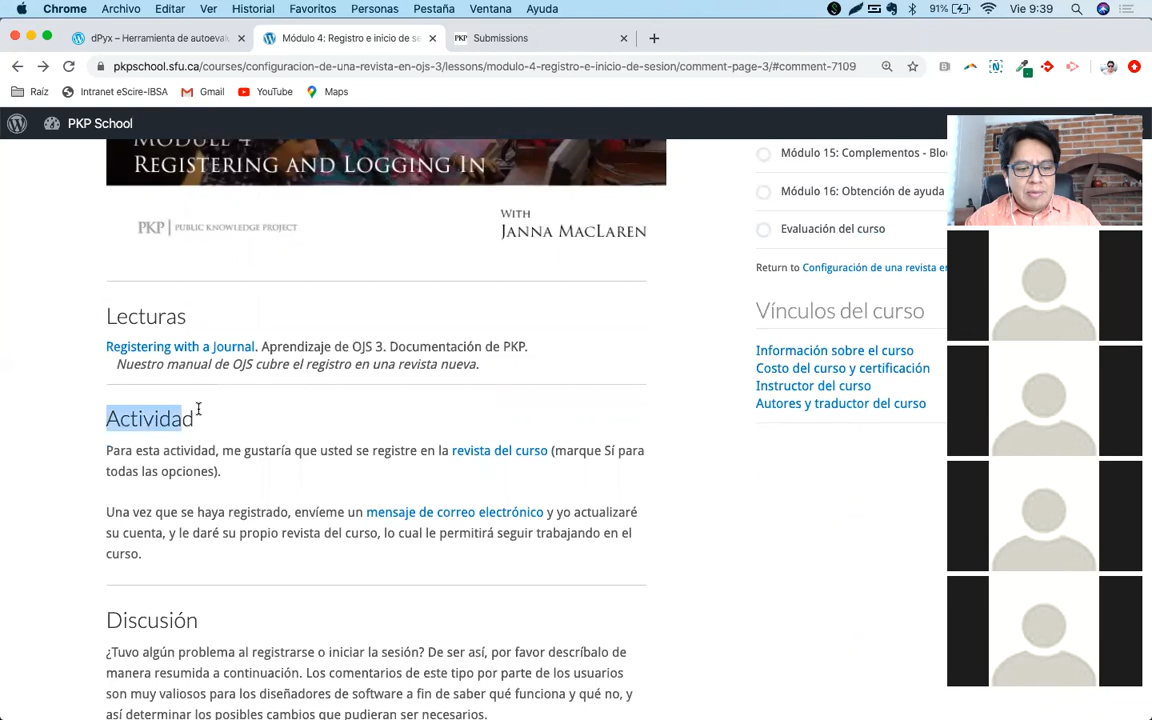 Chrome Archivo Editar Ver Historial Favoritos Personas Pestaña Ventana Ayuda
91% Vie 9:39
dPyx – Herramienta de autoeval
Módulo 4: Registro e inicio de se
PKP Submissions
pkpschool.sfu.ca/courses/configuracion-de-una-revista-en-ojs-3/lessons/modulo-4-registro-e-inicio-de-sesion/comment-page-3/#comment-7109
Raíz Intranet eScire-IBSA Gmail YouTube Maps
PKP School
MODULE 4
REGISTERING AND LOGGING IN
PKP PUBLIC KNOWLEDGE PROJECT
WITH
JANNA MACLAREN
Lecturas
Registering with a Journal. Aprendizaje de OJS 3. Documentación de PKP.
Nuestro manual de OJS cubre el registro en una revista nueva.
Actividad
Para esta actividad, me gustaría que usted se registre en la revista del curso (marque Sí para
todas las opciones).
Una vez que se haya registrado, envíeme un mensaje de correo electrónico y yo actualizaré
su cuenta, y le daré su propio revista del curso, lo cual le permitirá seguir trabajando en el
curso.
Discusión
¿Tuvo algún problema al registrarse o iniciar la sesión? De ser así, por favor descríbalo de
manera resumida a continuación. Los comentarios de este tipo por parte de los usuarios
son muy valiosos para los diseñadores de software a fin de saber qué funciona y qué no, y
así determinar los posibles cambios que pudieran ser necesarios.
Módulo 15: Complementos - Blo
Módulo 16: Obtención de ayuda
Evaluación del curso
Return to Configuración de una revista en
Vínculos del curso
Información sobre el curso
Costo del curso y certificación
Instructor del curso
Autores y traductor del curso